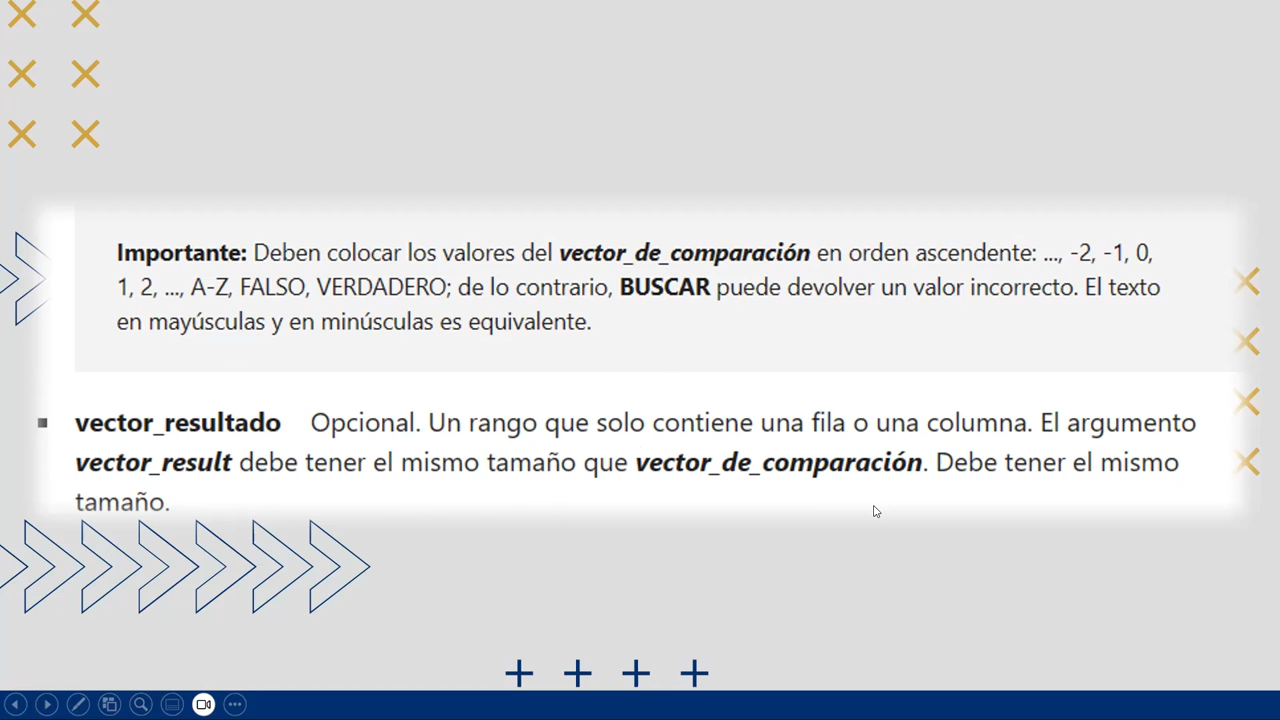 Importante: Deben colocar los valores del vector_de_comparación en orden ascendente: ..., -2, -1, 0,
1, 2, ..., A-Z, FALSO, VERDADERO; de lo contrario, BUSCAR puede devolver un valor incorrecto. El texto
en mayúsculas y en minúsculas es equivalente.
vector_resultado Opcional. Un rango que solo contiene una fila o una columna. El argumento
vector_result debe tener el mismo tamaño que vector_de_comparación. Debe tener el mismo
tamaño.